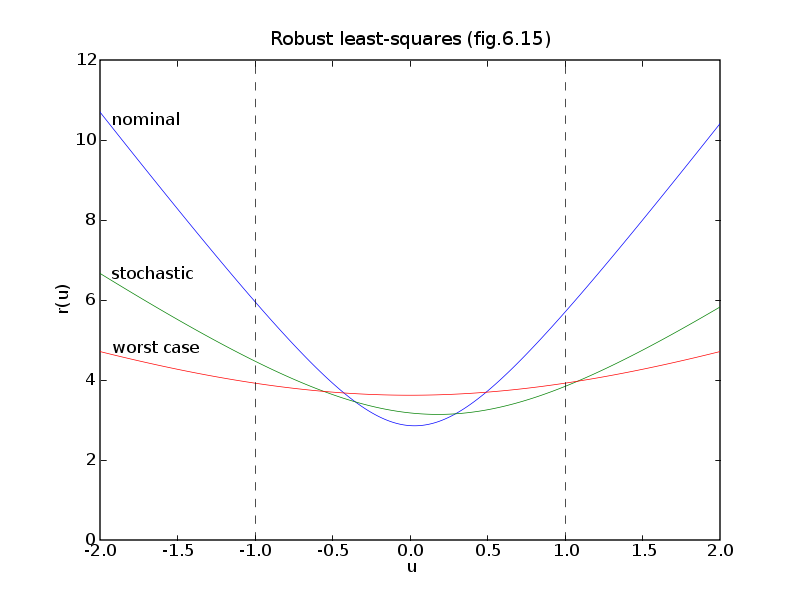 Robust least-squares (fig.6.15)
12
10
8
6
4
2
0
r(u)
nominal
stochastic
worst case
-2.0 -1.5 -1.0 -0.5 0.0 0.5 1.0 1.5 2.0
u